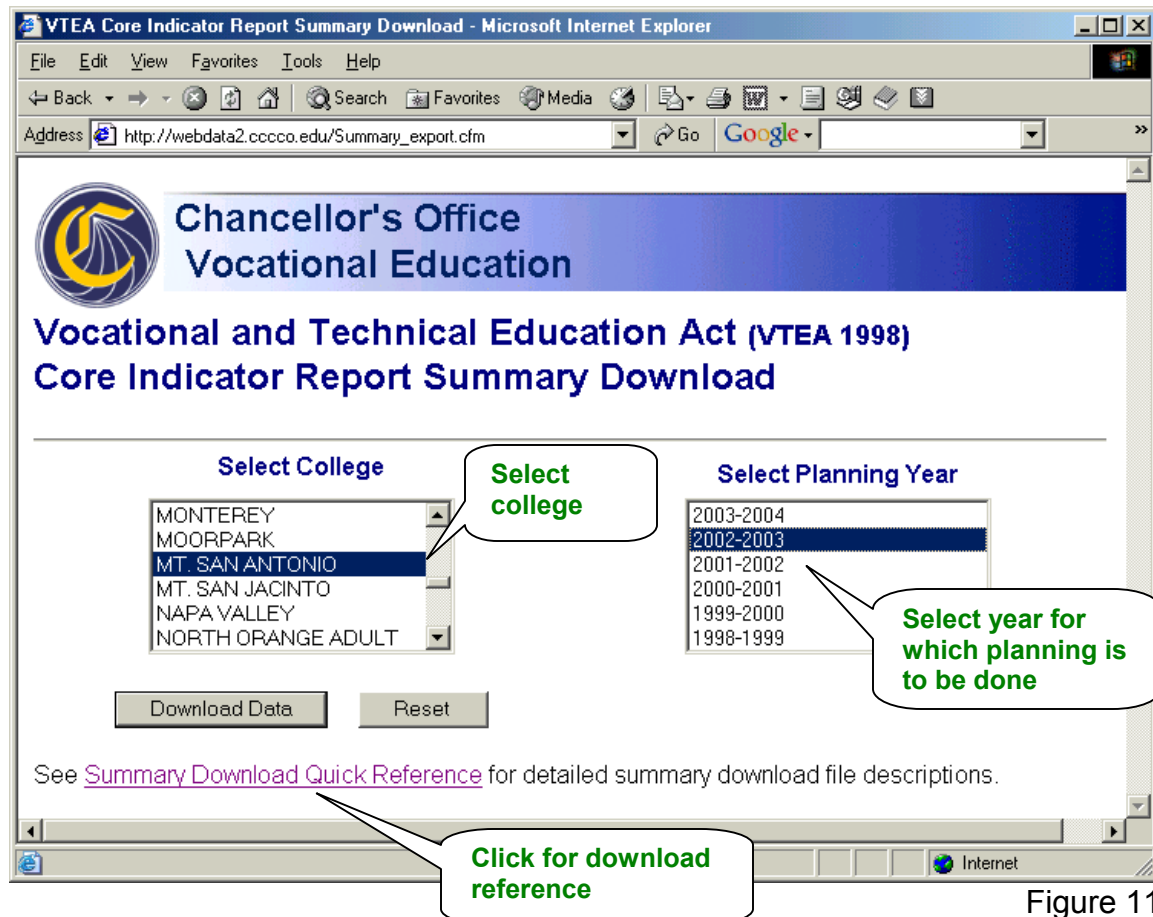 VTEA Core Indicator Report Summary Download - Microsoft Internet Explorer
File Edit View Favorites Tools Help
Back Search Favorites Media
Address http://webdata2.cccco.edu/Summary_export.cfm Go Google
Chancellor's Office
Vocational Education
Vocational and Technical Education Act (VTEA 1998)
Core Indicator Report Summary Download
Select College
Select
college
Select Planning Year
MONTEREY
MOORPARK
MT. SAN ANTONIO
MT. SAN JACINTO
NAPA VALLEY
NORTH ORANGE ADULT
2003-2004
2002-2003
2001-2002
2000-2001
1999-2000
1998-1999
Select year for
which planning is
to be done
Download Data Reset
See Summary Download Quick Reference for detailed summary download file descriptions.
Click for download
reference
Internet
Figure 11